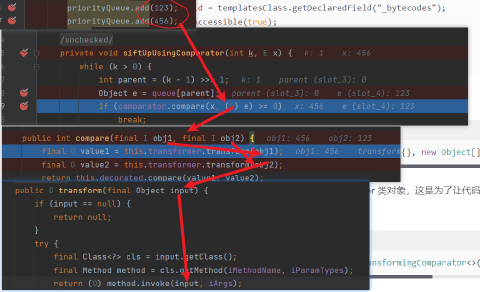 priorityQueue.add(123);
priorityQueue.add(456);
d = templatesClass.getDeclaredField("_bytecodes");
ccessible(true);
/unchecked/
private void siftUpUsingComparator(int k, E x) { k: 1 x: 456
while (k > 0) {
int parent = (k - 1) >>> 1; k: 1 parent (slot_3): 0
Object e = queue[parent]; parent (slot_3): 0 e (slot_4): 123
if (comparator.compare(x, (E) e) >= 0) x: 456 e (slot_4): 123
break;
public int compare(final I obj1, final I obj2) { obj1: 456 obj2: 123
final O value1 = this.transformer.transform(obj1); obj1: 456 transform
final O value2 = this.transformer.transform(obj2);
return this.decorated.compare(value1, value2);
{}, new Object[]
类对象，这是为了让代码
ransformingComparator<>(
public O transform(final Object input) {
if (input == null) {
return null;
}
try {
final Class<?> cls = input.getClass();
final Method method = cls.getMethod(iMethodName, iParamTypes);
return (O) method.invoke(input, iArgs);